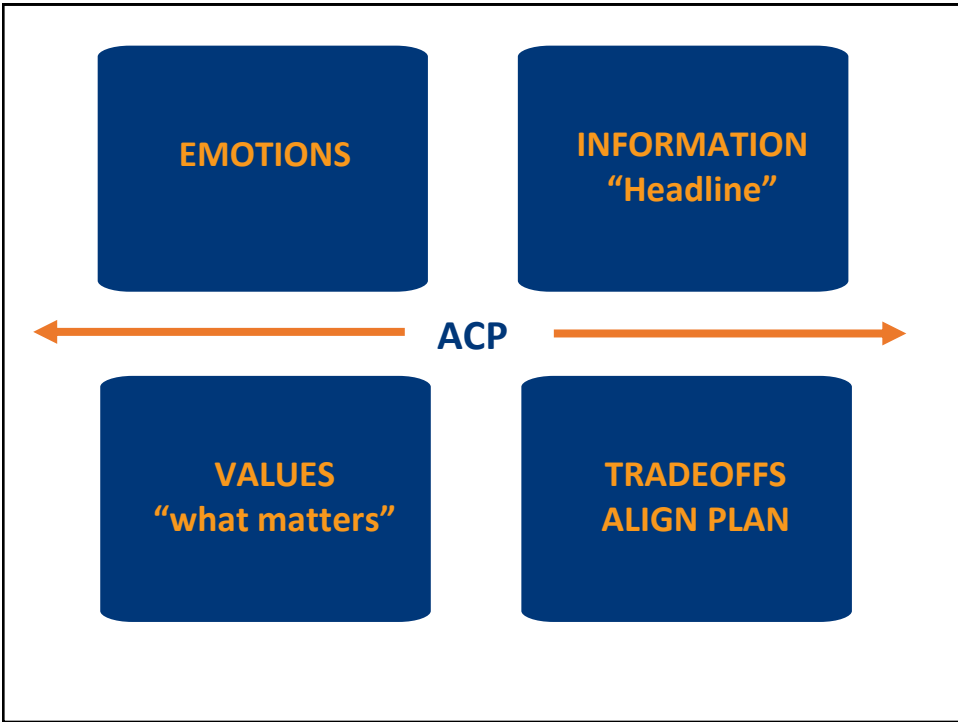 EMOTIONS
INFORMATION
“Headline”
ACP
VALUES
“what matters”
TRADEOFFS
ALIGN PLAN